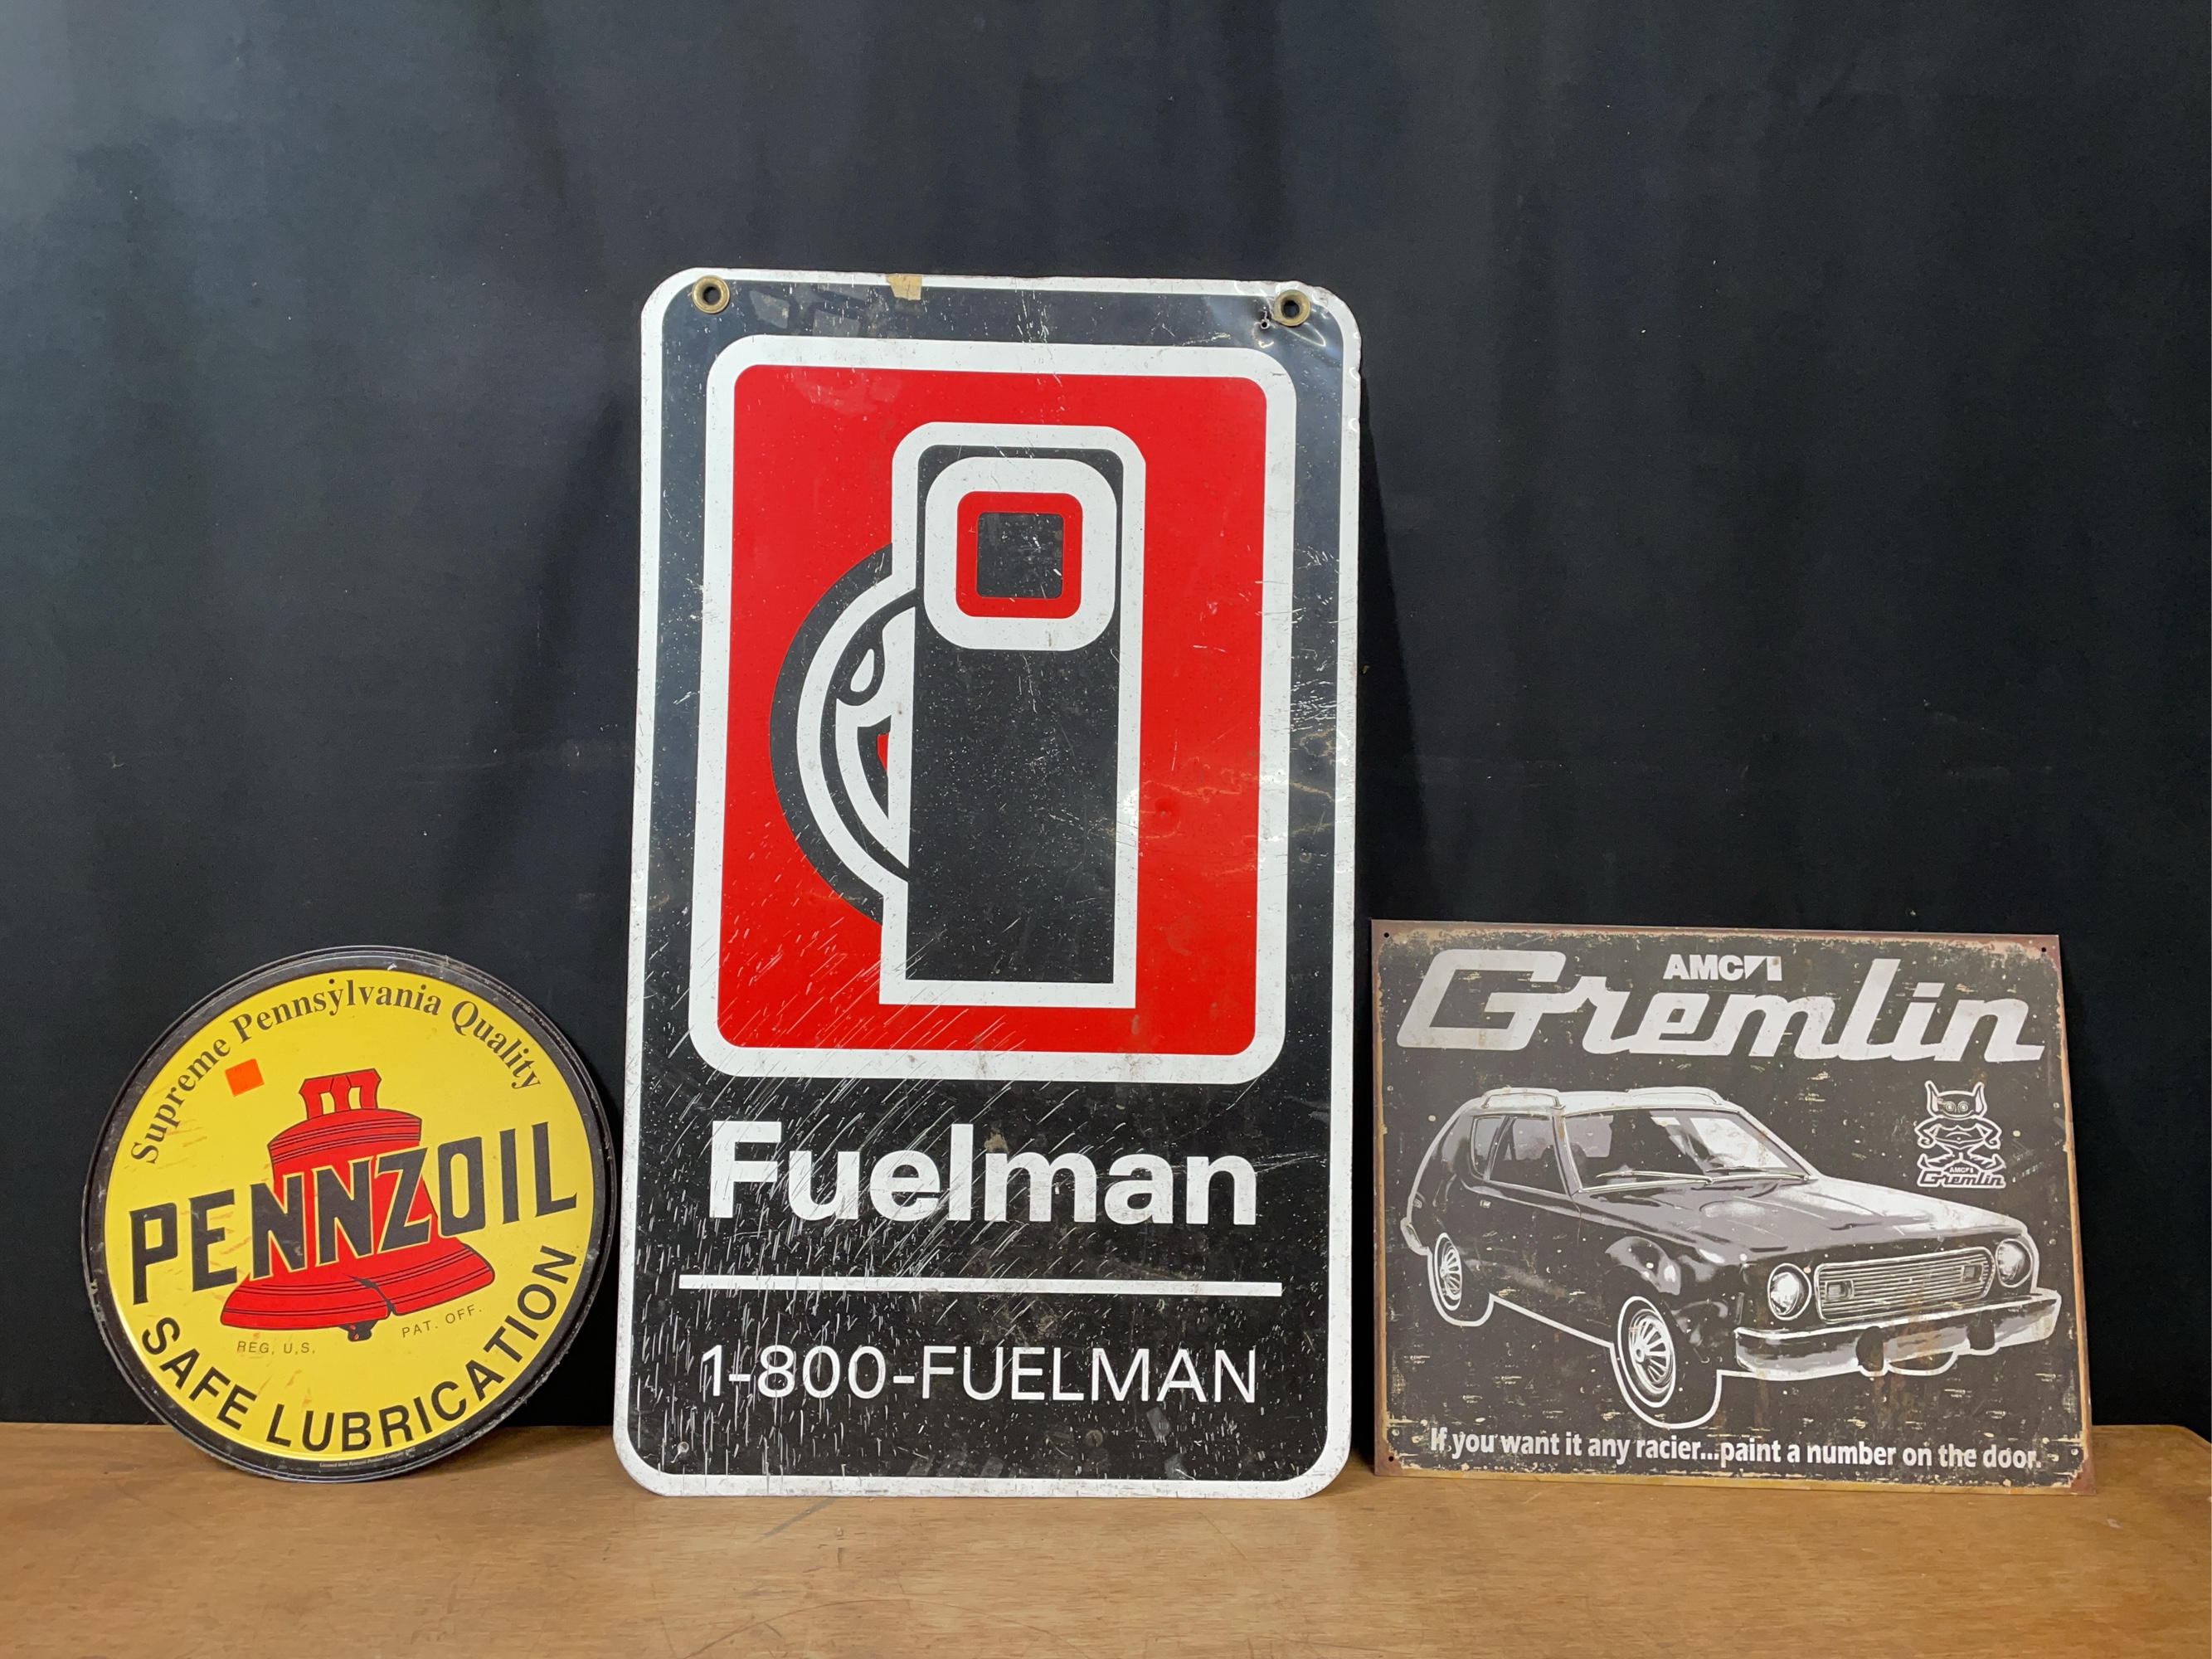 Supreme Pennsylvania Quality
PENNZOIL
REG. U.S. PAT. OFF.
SAFE LUBRICATION
Fuelman
1-800-FUELMAN
AMC
Gremlin
AMC
Gremlin
If you want it any racier...paint a number on the door.